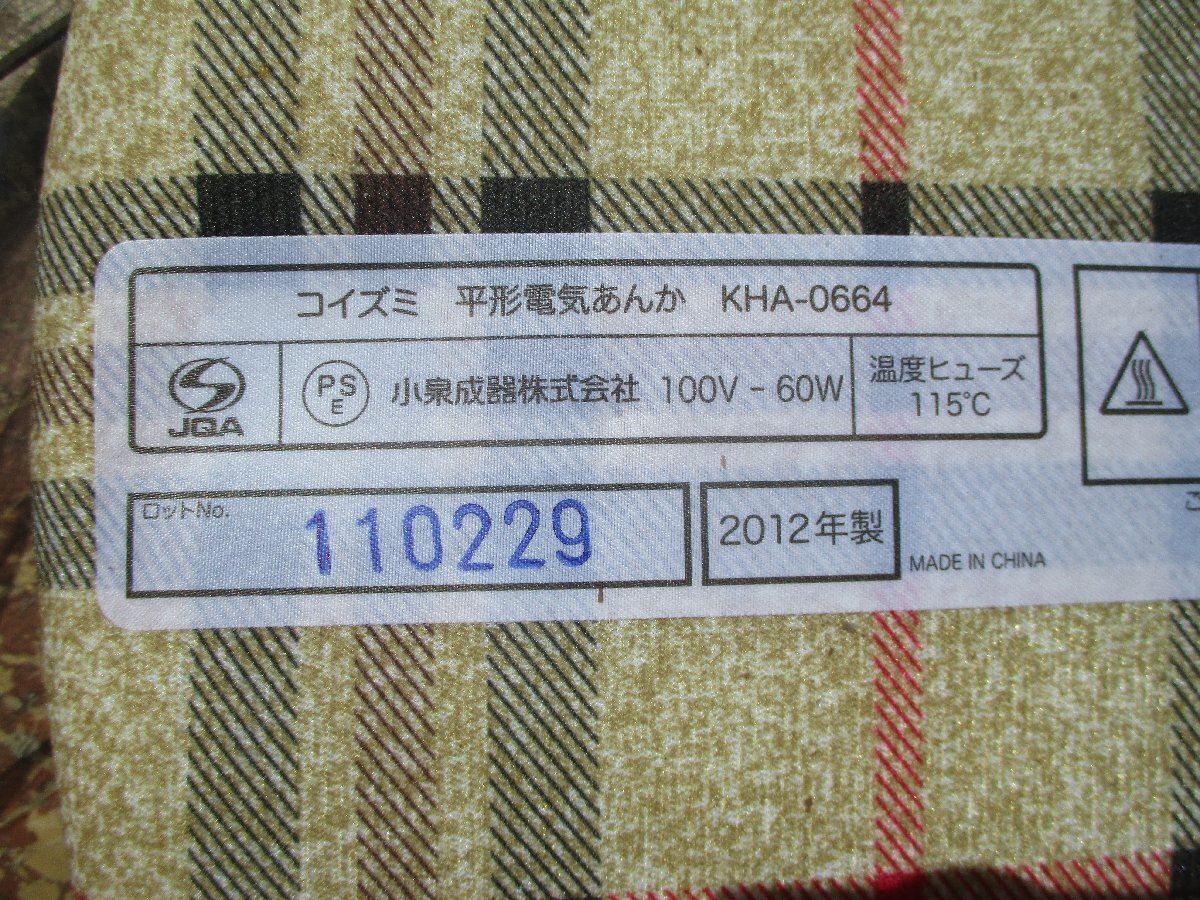 コイズミ 平形電気あんか KHA-0664
JQA
PS
E
小泉成器株式会社 100V - 60W
温度ヒューズ
115℃
ロットNo.
110229
2012年製
MADE IN CHINA
こ